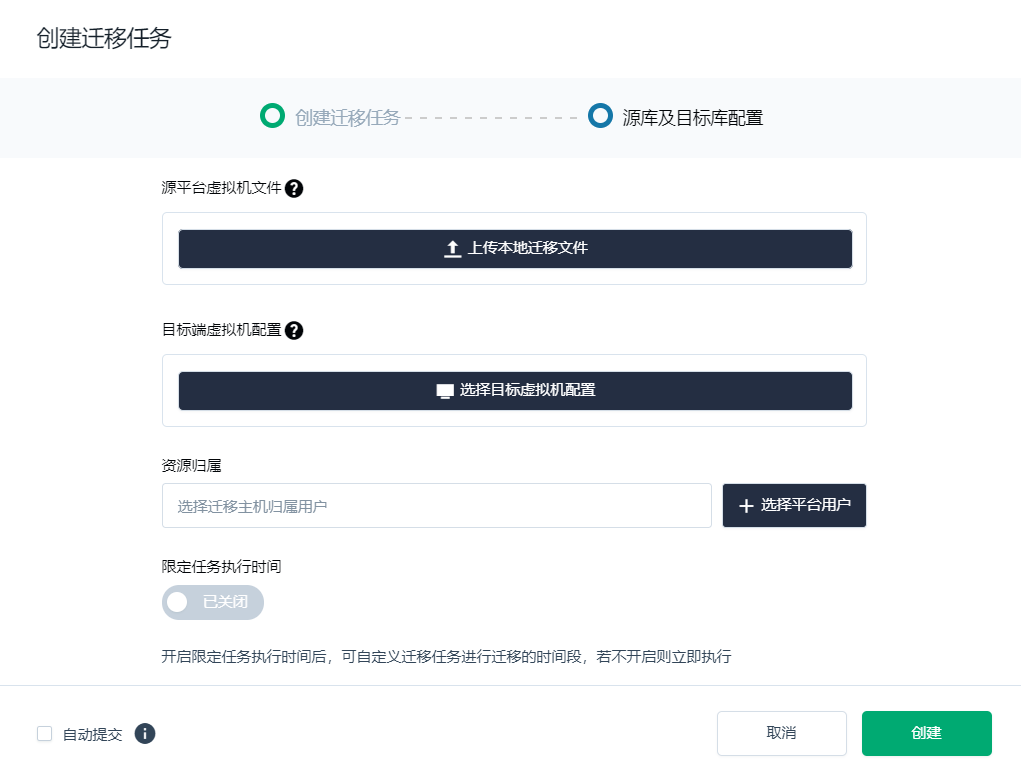 创建迁移任务
创建迁移任务
源库及目标库配置
源平台虚拟机文件
上传本地迁移文件
目标端虚拟机配置
选择目标虚拟机配置
资源归属
选择迁移主机归属用户
选择平台用户
限定任务执行时间
已关闭
开启限定任务执行时间后，可自定义迁移任务进行迁移的时间段，若不开启则立即执行
自动提交
取消
创建